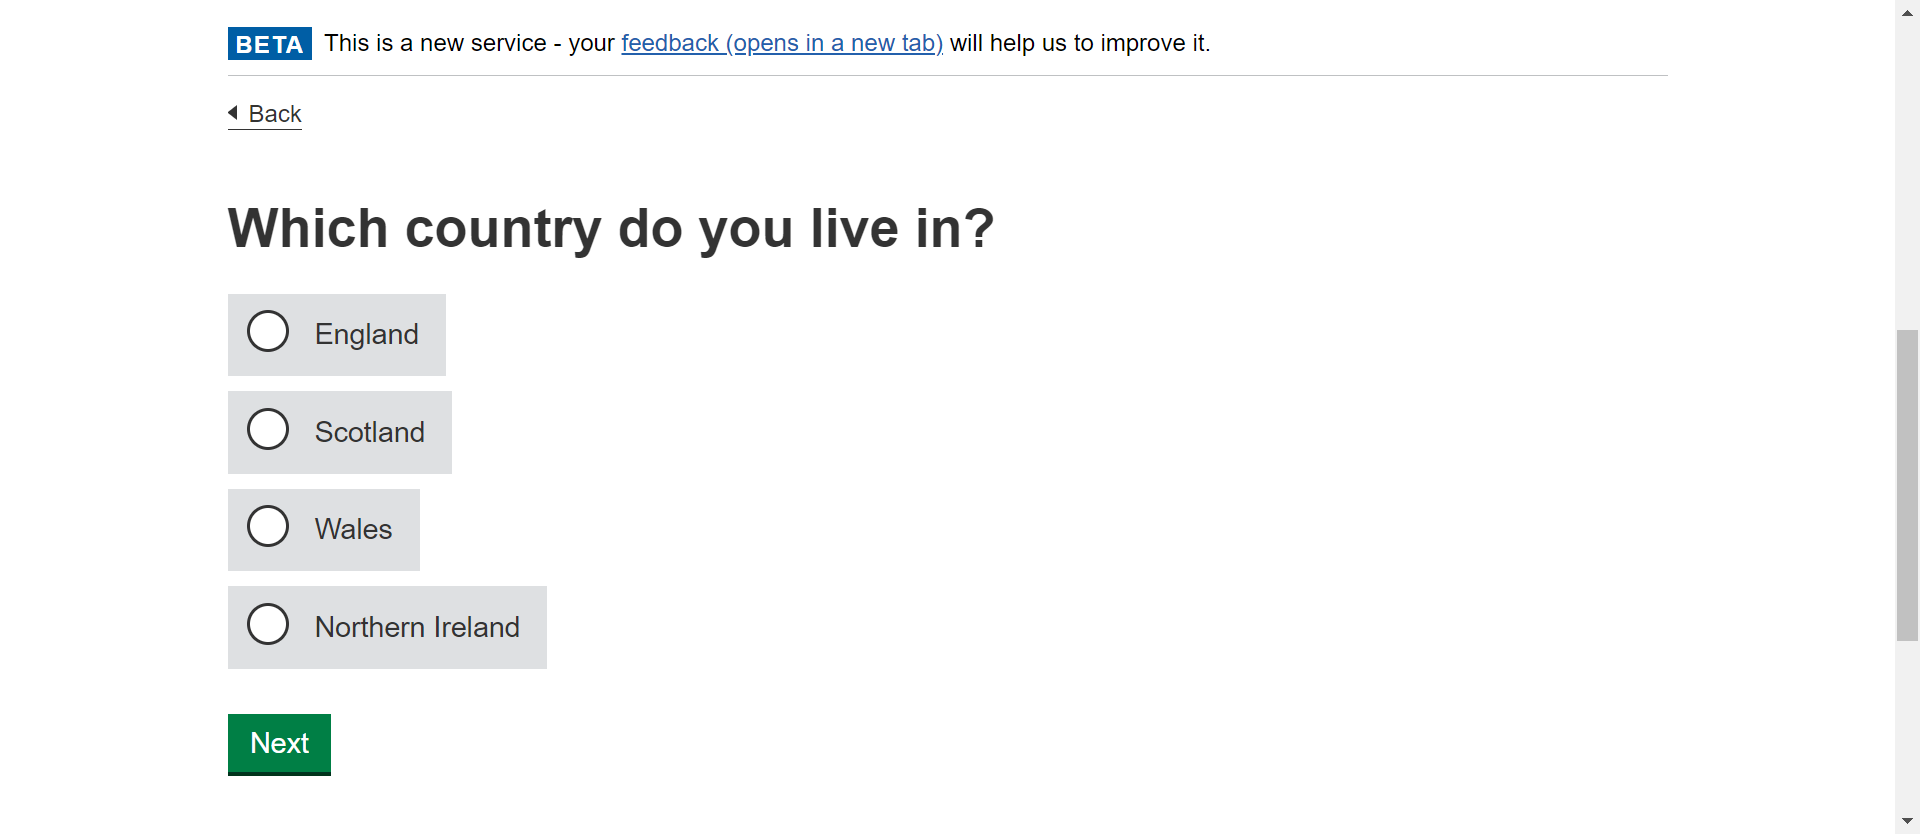 BETA This is a new service - your feedback (opens in a new tab) will help us to improve it.
Back
Which country do you live in?
England
Scotland
Wales
Northern Ireland
Next